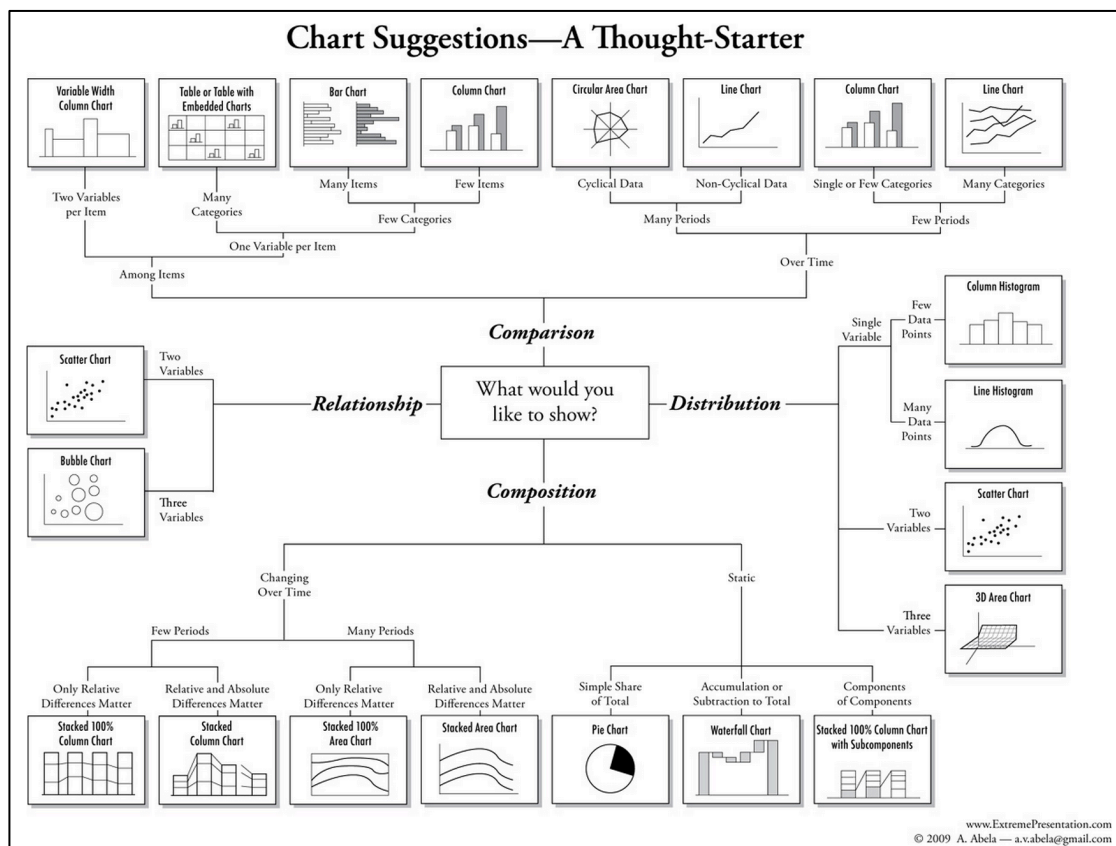 Chart Suggestions—A Thought-Starter
Variable Width
Column Chart
Table or Table with
Embedded Charts
Bar Chart
Column Chart
Circular Area Chart
Line Chart
Column Chart
Line Chart
Two Variables
per Item
Many
Categories
Many Items
Few Items
Cyclical Data
Non-Cyclical Data
Single or Few Categories
Many Categories
Few Categories
Many Periods
Few Periods
One Variable per Item
Among Items
Over Time
Comparison
What would you
like to show?
Relationship
Two
Variables
Scatter Chart
Three
Variables
Bubble Chart
Distribution
Single
Variable
Few
Data
Points
Column Histogram
Many
Data
Points
Line Histogram
Two
Variables
Scatter Chart
Three
Variables
3D Area Chart
Composition
Changing
Over Time
Static
Few Periods
Many Periods
Only Relative
Differences Matter
Relative and Absolute
Differences Matter
Only Relative
Differences Matter
Relative and Absolute
Differences Matter
Simple Share
of Total
Accumulation or
Subtraction to Total
Components
of Components
Stacked 100%
Column Chart
Stacked
Column Chart
Stacked 100%
Area Chart
Stacked Area Chart
Pie Chart
Waterfall Chart
Stacked 100% Column Chart
with Subcomponents
www.ExtremePresentation.com
© 2009 A. Abela — a.v.abela@gmail.com